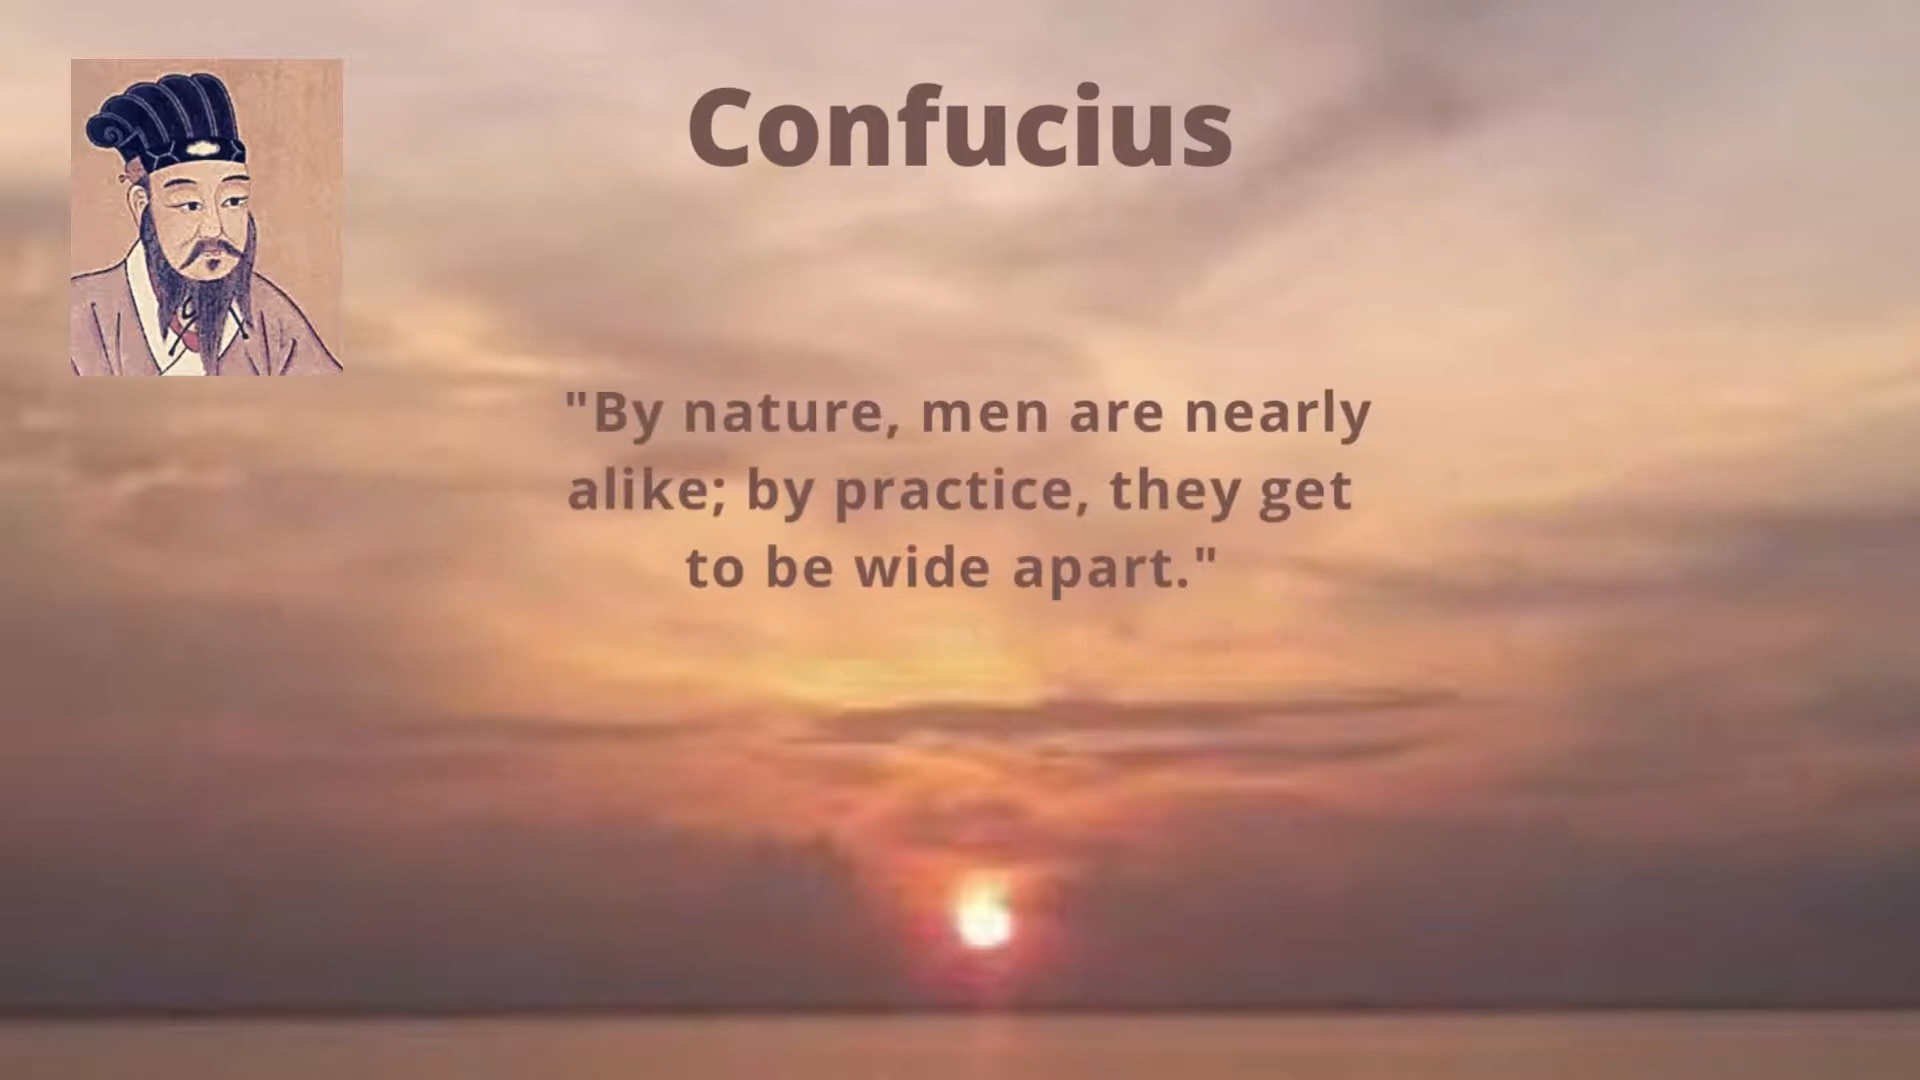 Confucius
"By nature, men are nearly
alike; by practice, they get
to be wide apart."